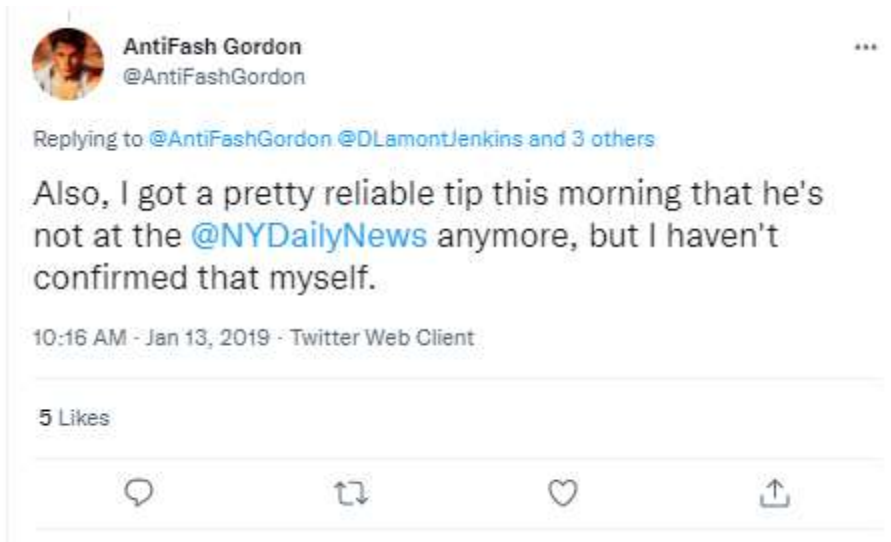 AntiFash Gordon
@AntiFashGordon
Replying to @AntiFashGordon @DLamontJenkins and 3 others
Also, I got a pretty reliable tip this morning that he's
not at the @NYDailyNews anymore, but I haven't
confirmed that myself.
10:16 AM · Jan 13, 2019 · Twitter Web Client
5 Likes